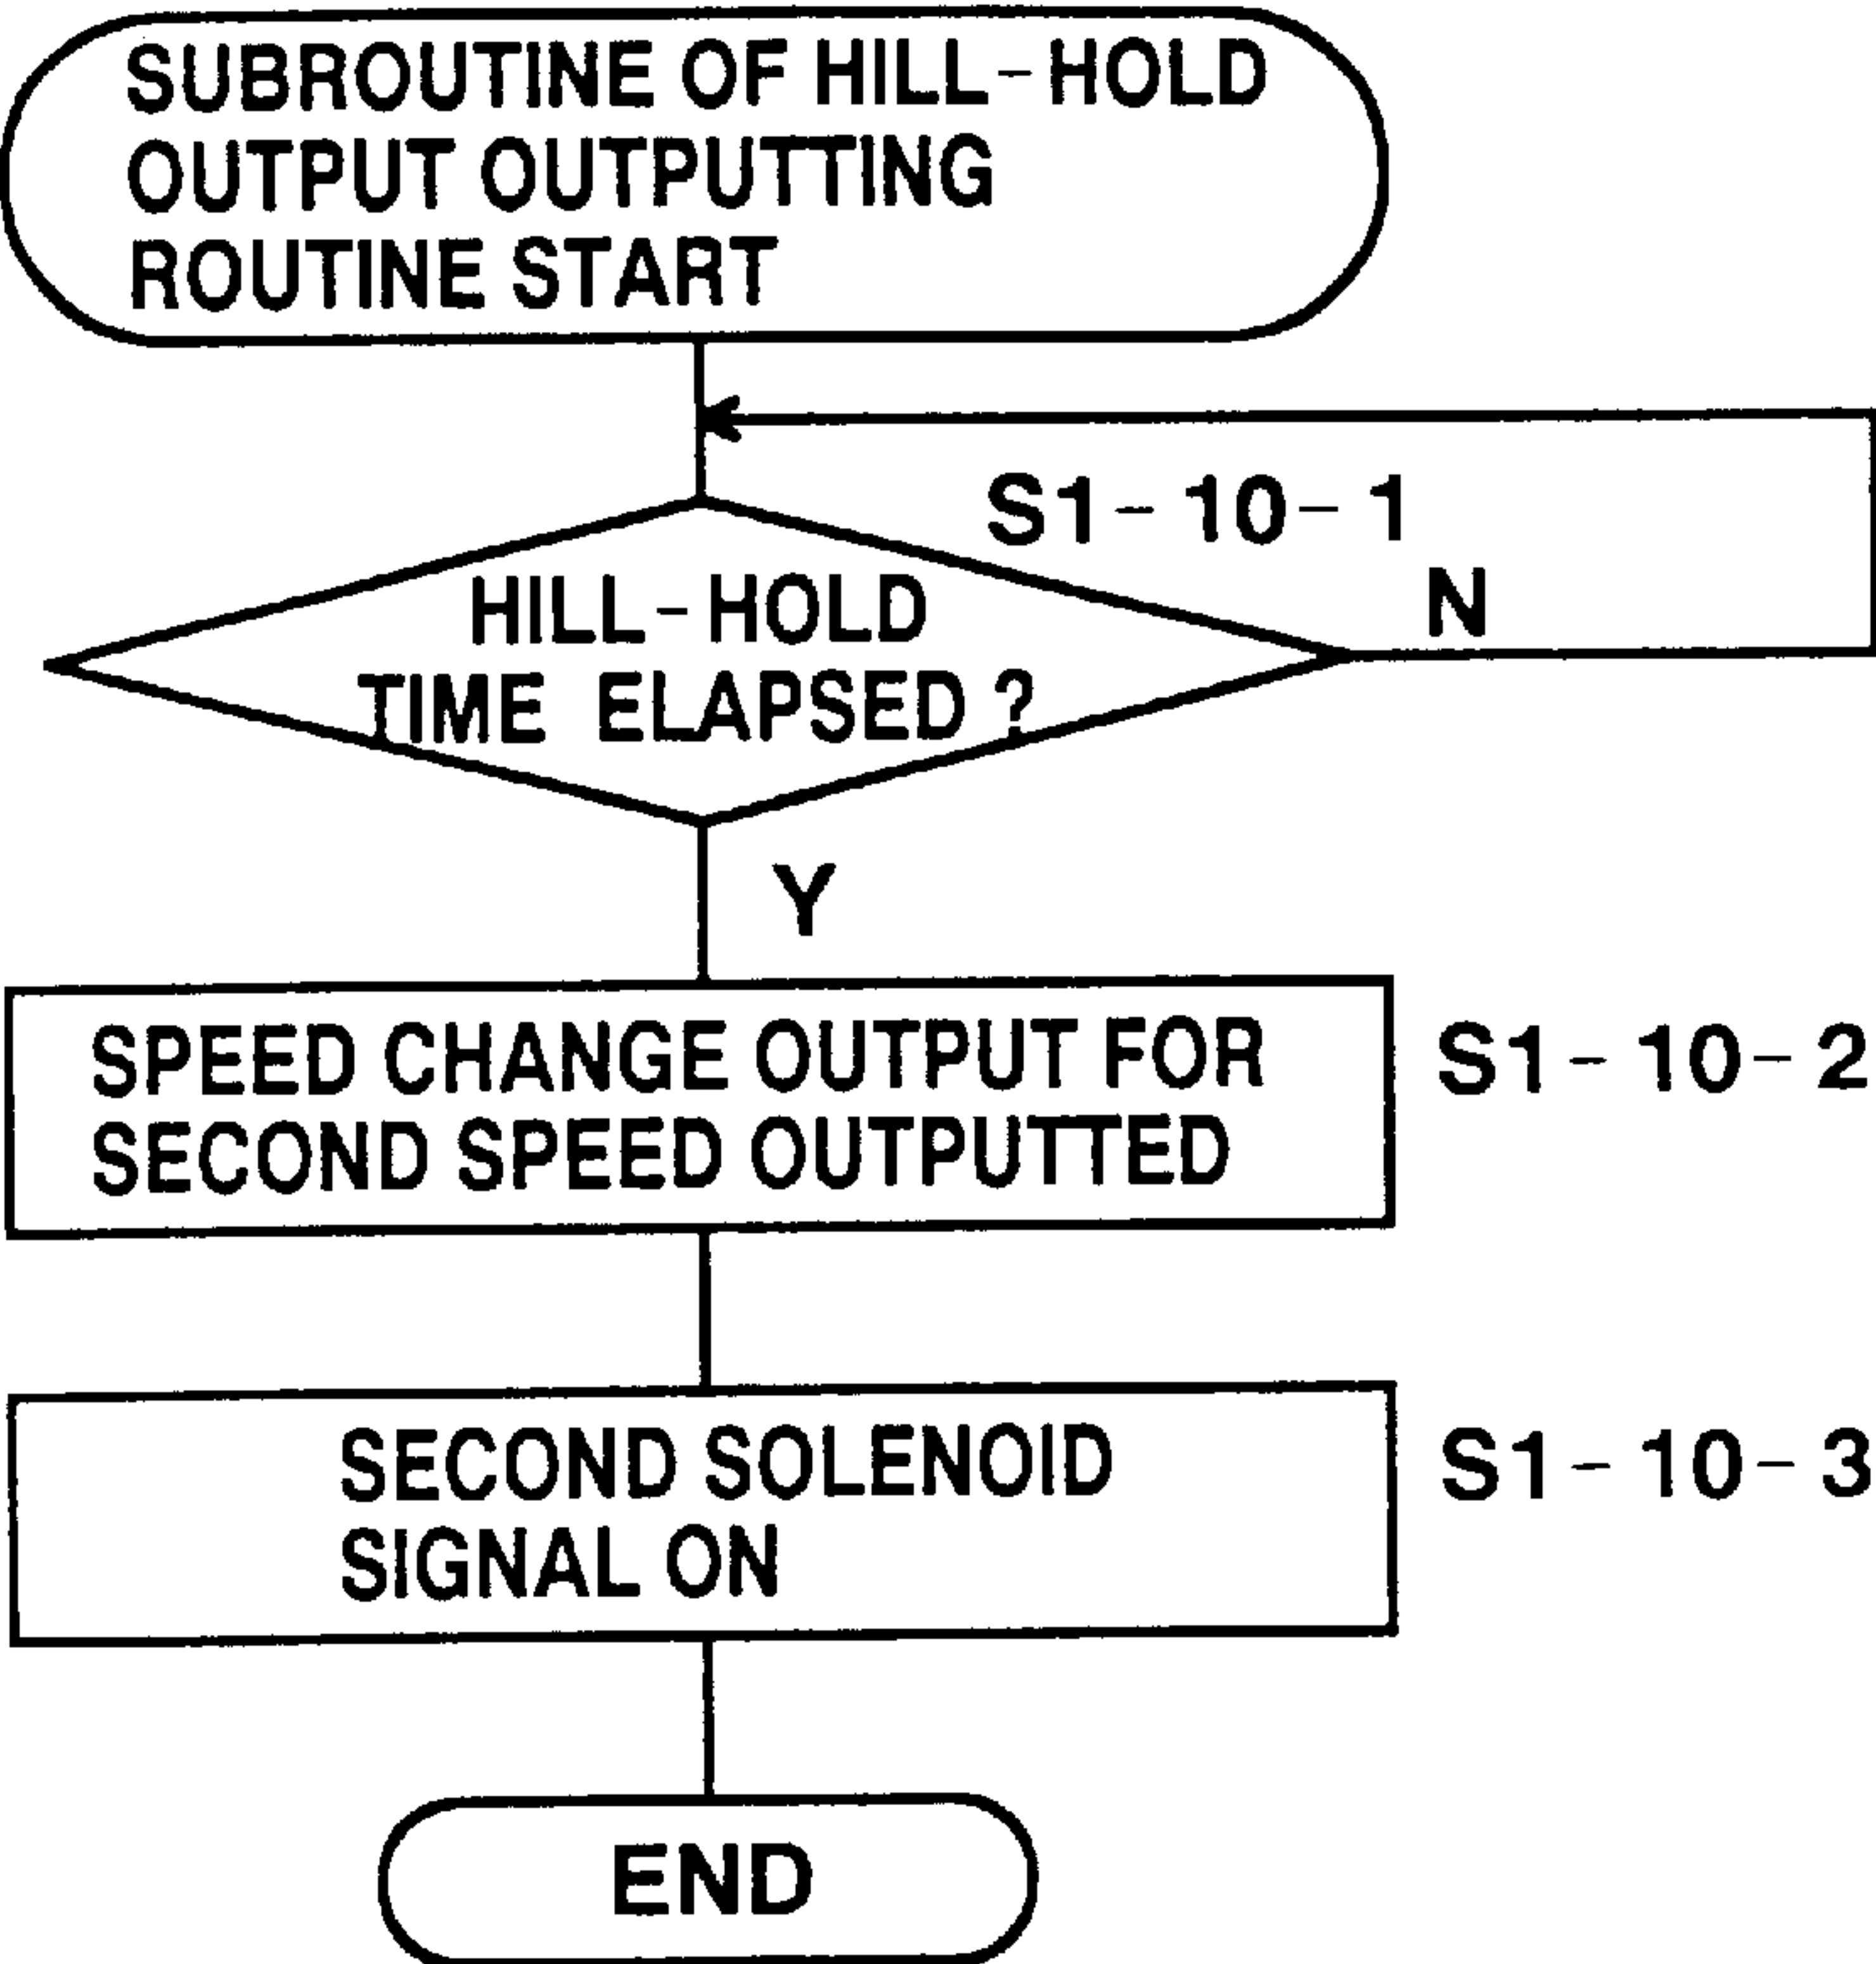 SUBROUTINE OF HILL-HOLD
OUTPUT OUTPUTTING
ROUTINE START
S1-10-1
N
HILL-HOLD
TIME ELAPSED ?
Y
SPEED CHANGE OUTPUT FOR
SECOND SPEED OUTPUTTED
S1-10-2
SECOND SOLENOID
SIGNAL ON
S1-10-3
END